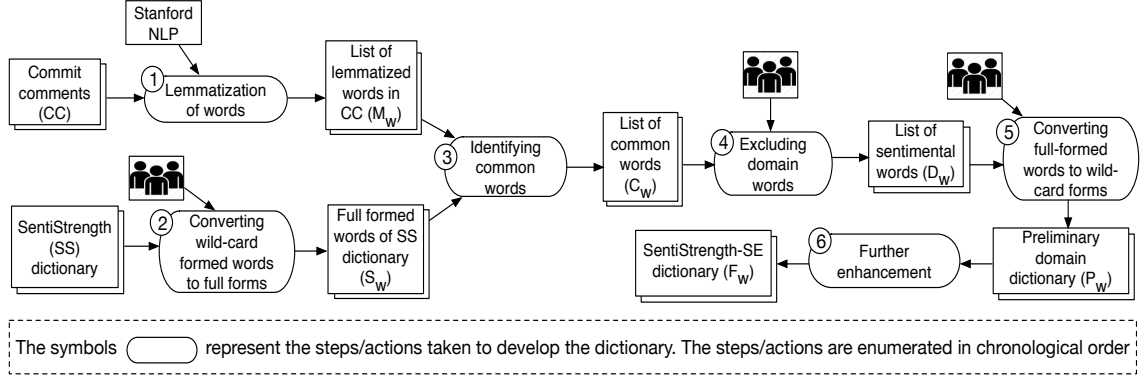 Stanford
NLP
Commit
comments
(CC)
1
Lemmatization
of words
List of
lemmatized
words in
CC (Mw)
SentiStrength
(SS)
dictionary
2
Converting
wild-card
formed words
to full forms
Full formed
words of SS
dictionary
(Sw)
3
Identifying
common
words
List of
common
words
(Cw)
4
Excluding
domain
words
List of
sentimental
words (Dw)
5
Converting
full-formed
words to wild-
card forms
Preliminary
domain
dictionary (Pw)
6
Further
enhancement
SentiStrength-SE
dictionary (Fw)
The symbols represent the steps/actions taken to develop the dictionary. The steps/actions are enumerated in chronological order